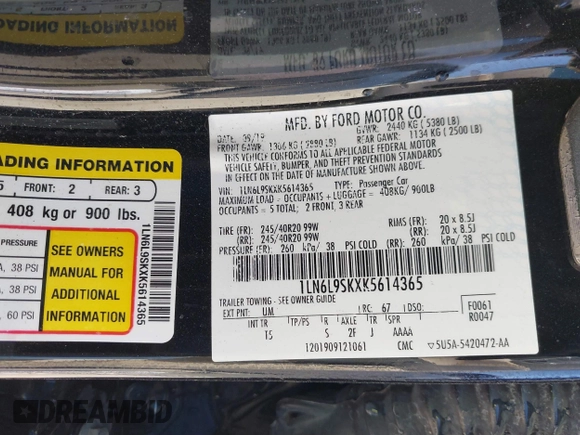 LOADING INFORMATION
MFD. BY FORD MOTOR CO.
DATE: 09/19 GVWR: 2440 KG ( 5380 LB)
FRONT GAWR: 1306 KG ( 2880 LB) REAR GAWR: 1134 KG ( 2500 LB)
THIS VEHICLE CONFORMS TO ALL APPLICABLE FEDERAL MOTOR
VEHICLE SAFETY, BUMPER, AND THEFT PREVENTION STANDARDS
IN EFFECT ON THE DATE OF MANUFACTURE SHOWN ABOVE.
VEHICLE: 1LN6L9SKXK5614365 TYPE: Passenger Car
MAXIMUM LOAD = OCCUPANTS + LUGGAGE = 408KG/ 900LB
OCCUPANTS = 5 TOTAL: 2 FRONT, 3 REAR
TIRE (FR): 245/40R20 99W RIMS (FR): 20 x 8.5J
(RR): 245/40R20 99W (RR): 20 x 8.5J
PRESSURE (FR): 260 kPa/ 38 PSI COLD (RR): 260 kPa/ 38 PSI COLD
1LN6L9SKXK5614365
TRAILER TOWING - SEE OWNER GUIDE
EXT PNT: UM RC: 67 DSO: F0061
R0047
INT TR TP/PS R AXLE TR SPR
T5 S 2F J AAAA
1201909121061 CMC 5U5A-5420472-AA
LOADING INFORMATION
5 FRONT: 2 REAR: 3
408 kg or 900 lbs.
PRESSURE
SEE OWNERS
MANUAL FOR
ADDITIONAL
INFORMATION
38 PSI
38 PSI
60 PSI
1LN6L9SKXK5614365
DREAMBID